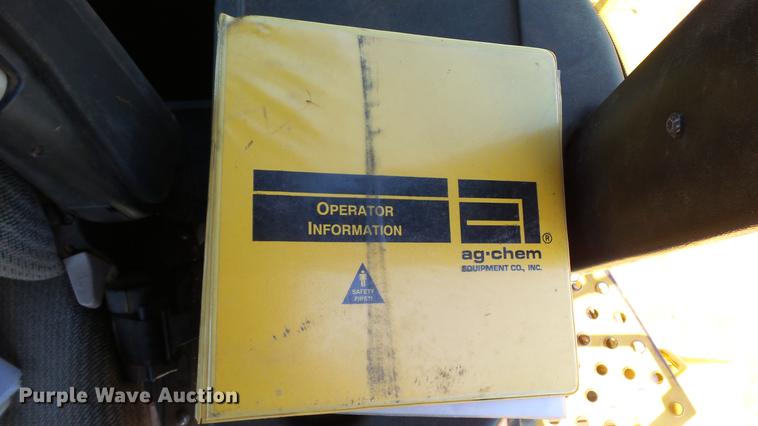 OPERATOR
INFORMATION
®
ag·chem
EQUIPMENT CO., INC.
SAFETY
FIRST!
Purple Wave Auction®